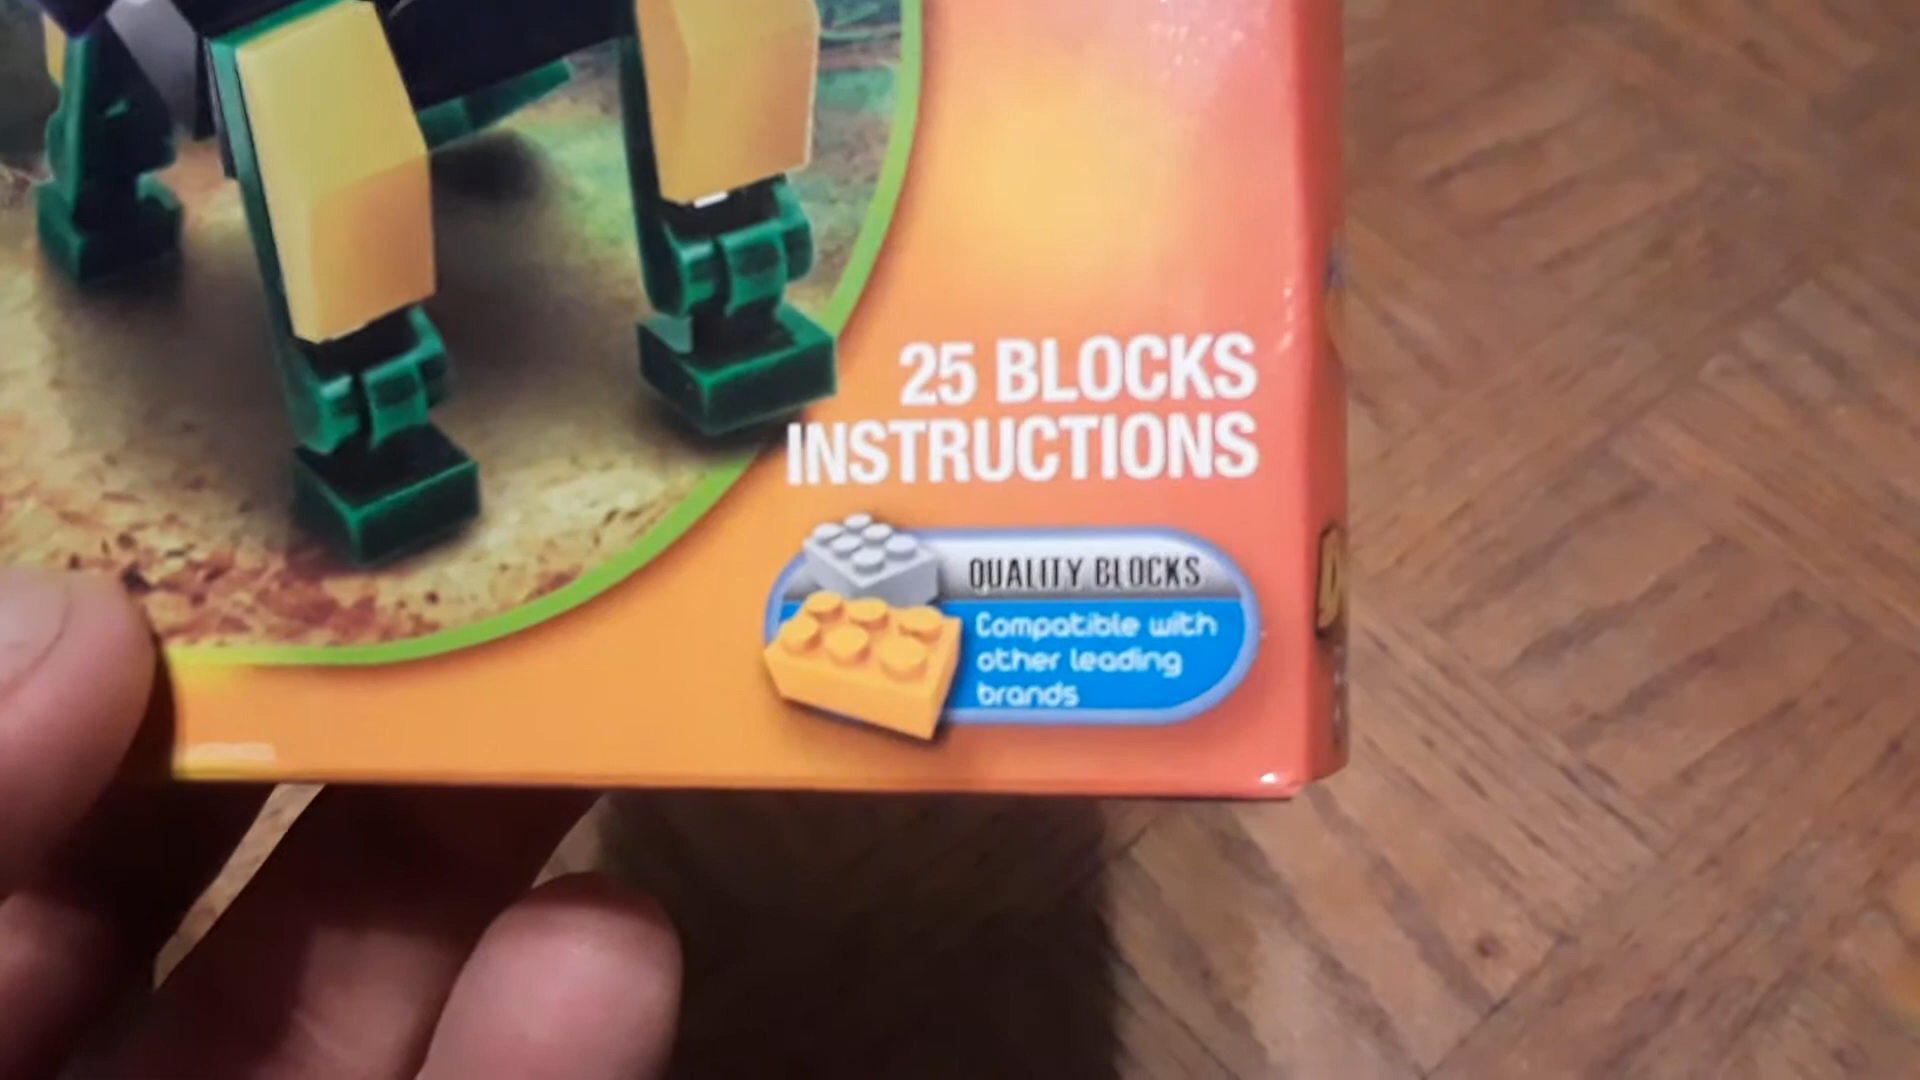 25 BLOCKS
INSTRUCTIONS
QUALITY BLOCKS
Compatible with
other leading
brands